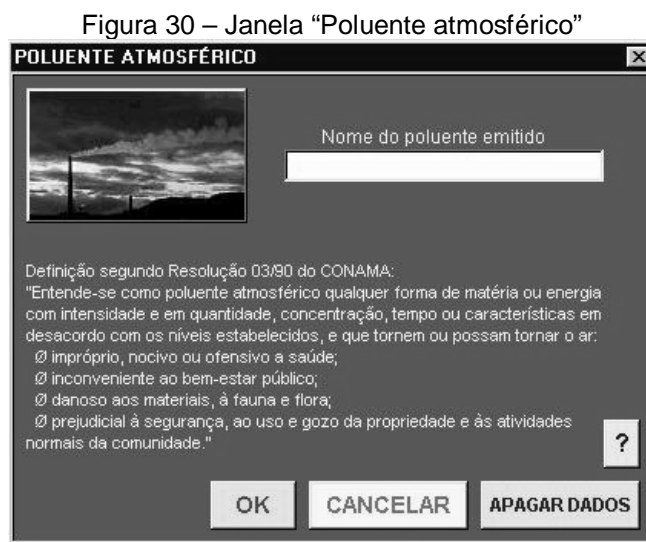 Figura 30 – Janela “Poluente atmosférico”
POLUENTE ATMOSFÉRICO
Nome do poluente emitido
Definição segundo Resolução 03/90 do CONAMA:
"Entende-se como poluente atmosférico qualquer forma de matéria ou energia
com intensidade e em quantidade, concentração, tempo ou características em
desacordo com os níveis estabelecidos, e que tornem ou possam tornar o ar:
Ø impróprio, nocivo ou ofensivo a saúde;
Ø inconveniente ao bem-estar público;
Ø danoso aos materiais, à fauna e flora;
Ø prejudicial à segurança, ao uso e gozo da propriedade e às atividades
normais da comunidade."
?
OK CANCELAR APAGAR DADOS